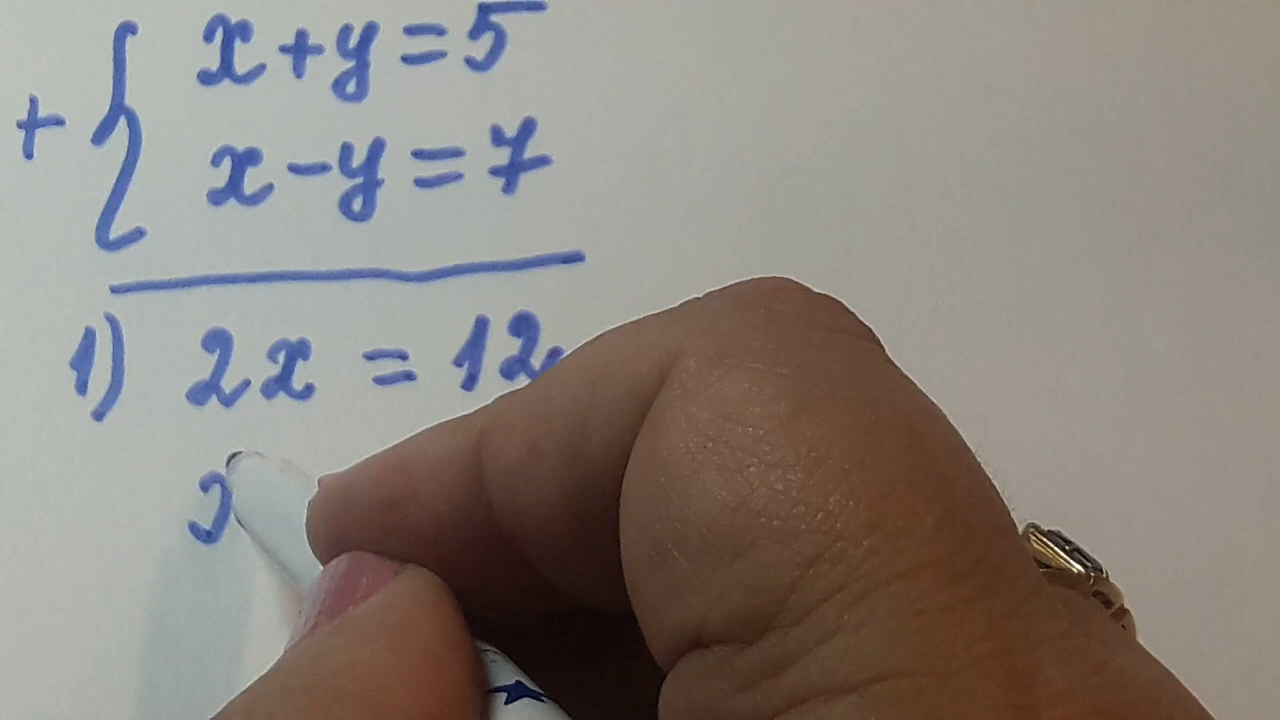 x+y=5
+ {
x-y=7
1) 2x = 12